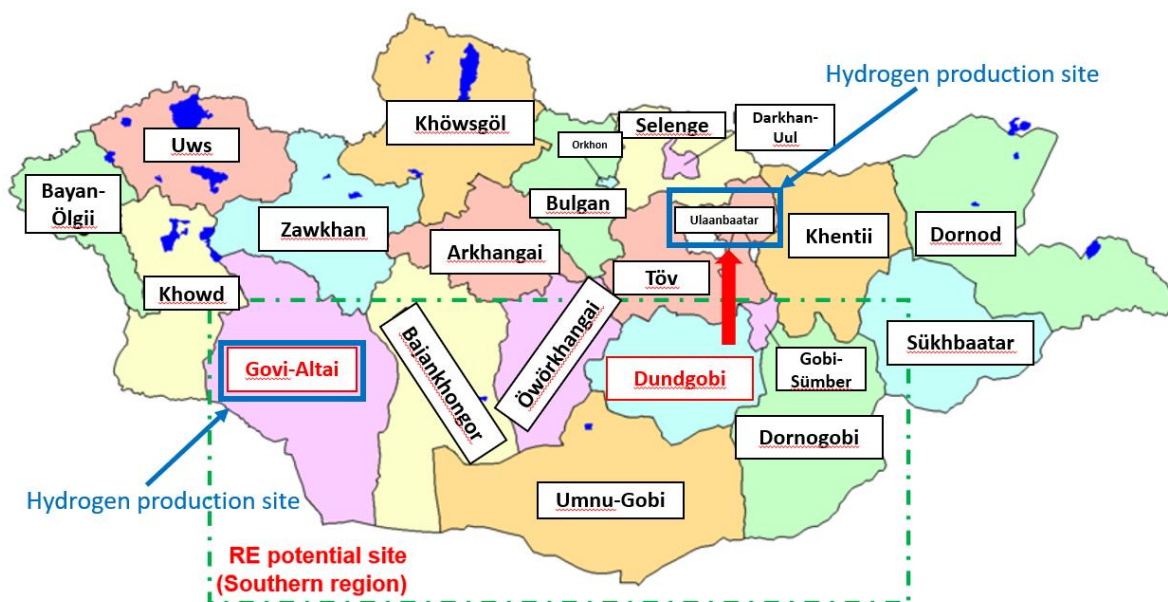 Hydrogen production site
Khöwsgöl
Selenge
Darkhan-
Uul
Uws
Orkhon
Bayan-
Ölgii
Bulgan
Ulaanbaatar
Zawkhan
Arkhangai
Khentii
Dornod
Khowd
Töv
Govi-Altai
Bajankhongor
Öwörkhangai
Dundgobi
Gobi-
Sümber
Sükhbaatar
Dornogobi
Hydrogen production site
Umnu-Gobi
RE potential site
(Southern region)